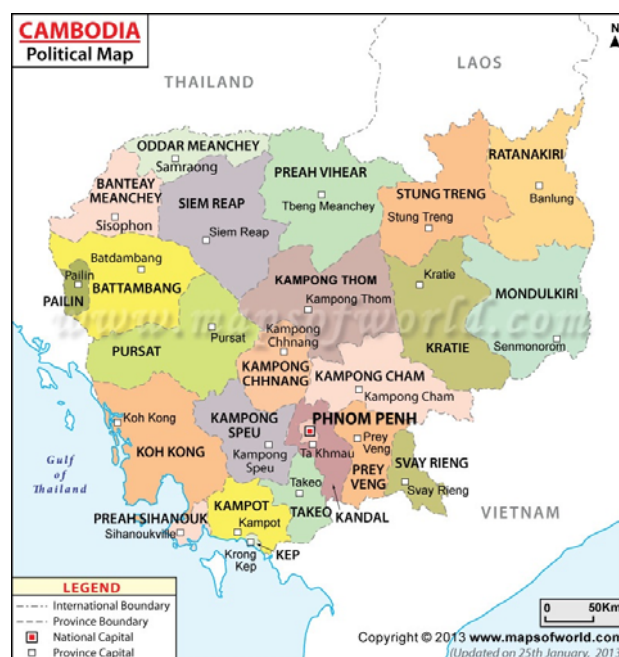 CAMBODIA
Political Map
N
THAILAND
LAOS
ODDAR MEANCHEY
Samraong
BANTEAY
MEANCHEY
Sisophon
SIEM REAP
Siem Reap
PREAH VIHEAR
Tbeng Meanchey
STUNG TRENG
Stung Treng
RATANAKIRI
Banlung
Batdambang
BATTAMBANG
Pailin
PAILIN
KAMPONG THOM
Kampong Thom
Kratie
KRATIE
MONDULKIRI
Senmonorom
www.mapsofworld.com
PURSAT
Pursat
Kampong
Chhnang
KAMPONG
CHHNANG
KAMPONG CHAM
Kampong Cham
Koh Kong
KOH KONG
KAMPONG
SPEU
Kampong
Speu
PHNOM PENH
Ta Khmau
Prey
Veng
PREY
VENG
SVAY RIENG
Svay Rieng
Gulf
of
Thailand
PREAH SIHANOUK
Sihanoukville
KAMPOT
Kampot
Takeo
TAKEO
KANDAL
KEP
Krong
Kep
VIETNAM
LEGEND
International Boundary
Province Boundary
National Capital
Province Capital
0 50Km
Copyright © 2013 www.mapsofworld.com
(Updated on 25th January, 2013